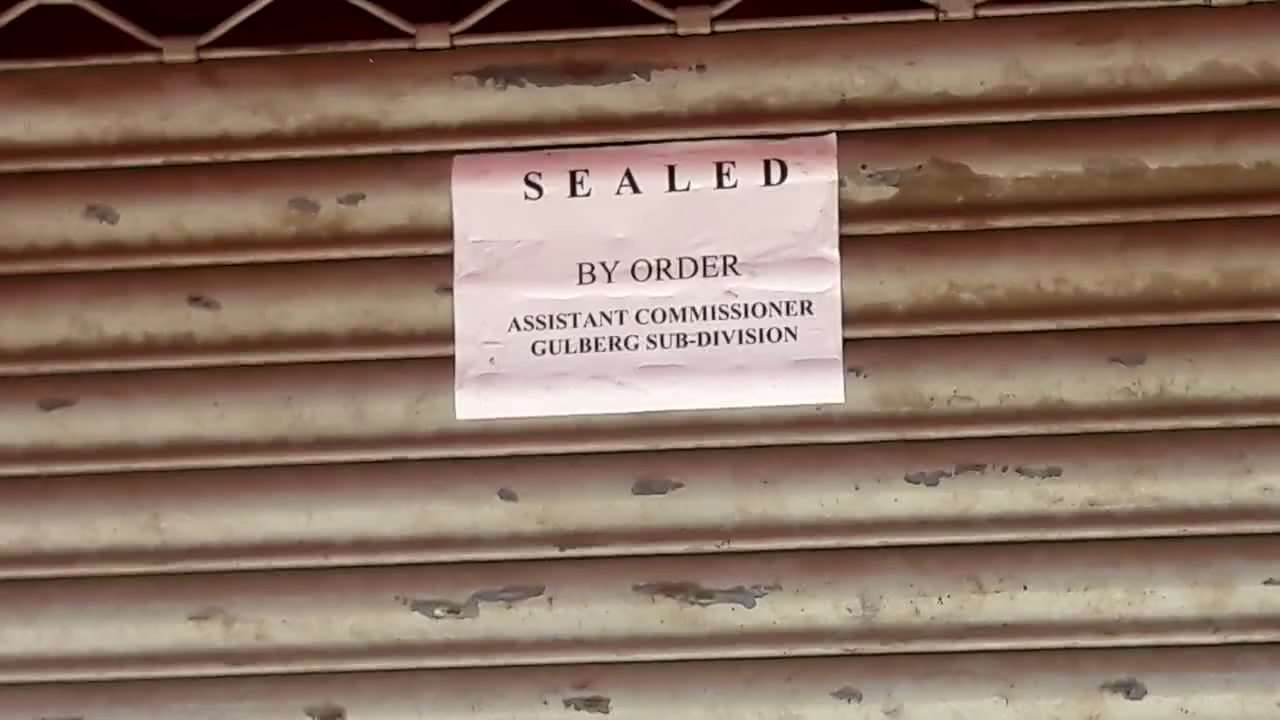 SEALED
BY ORDER
ASSISTANT COMMISSIONER
GULBERG SUB-DIVISION